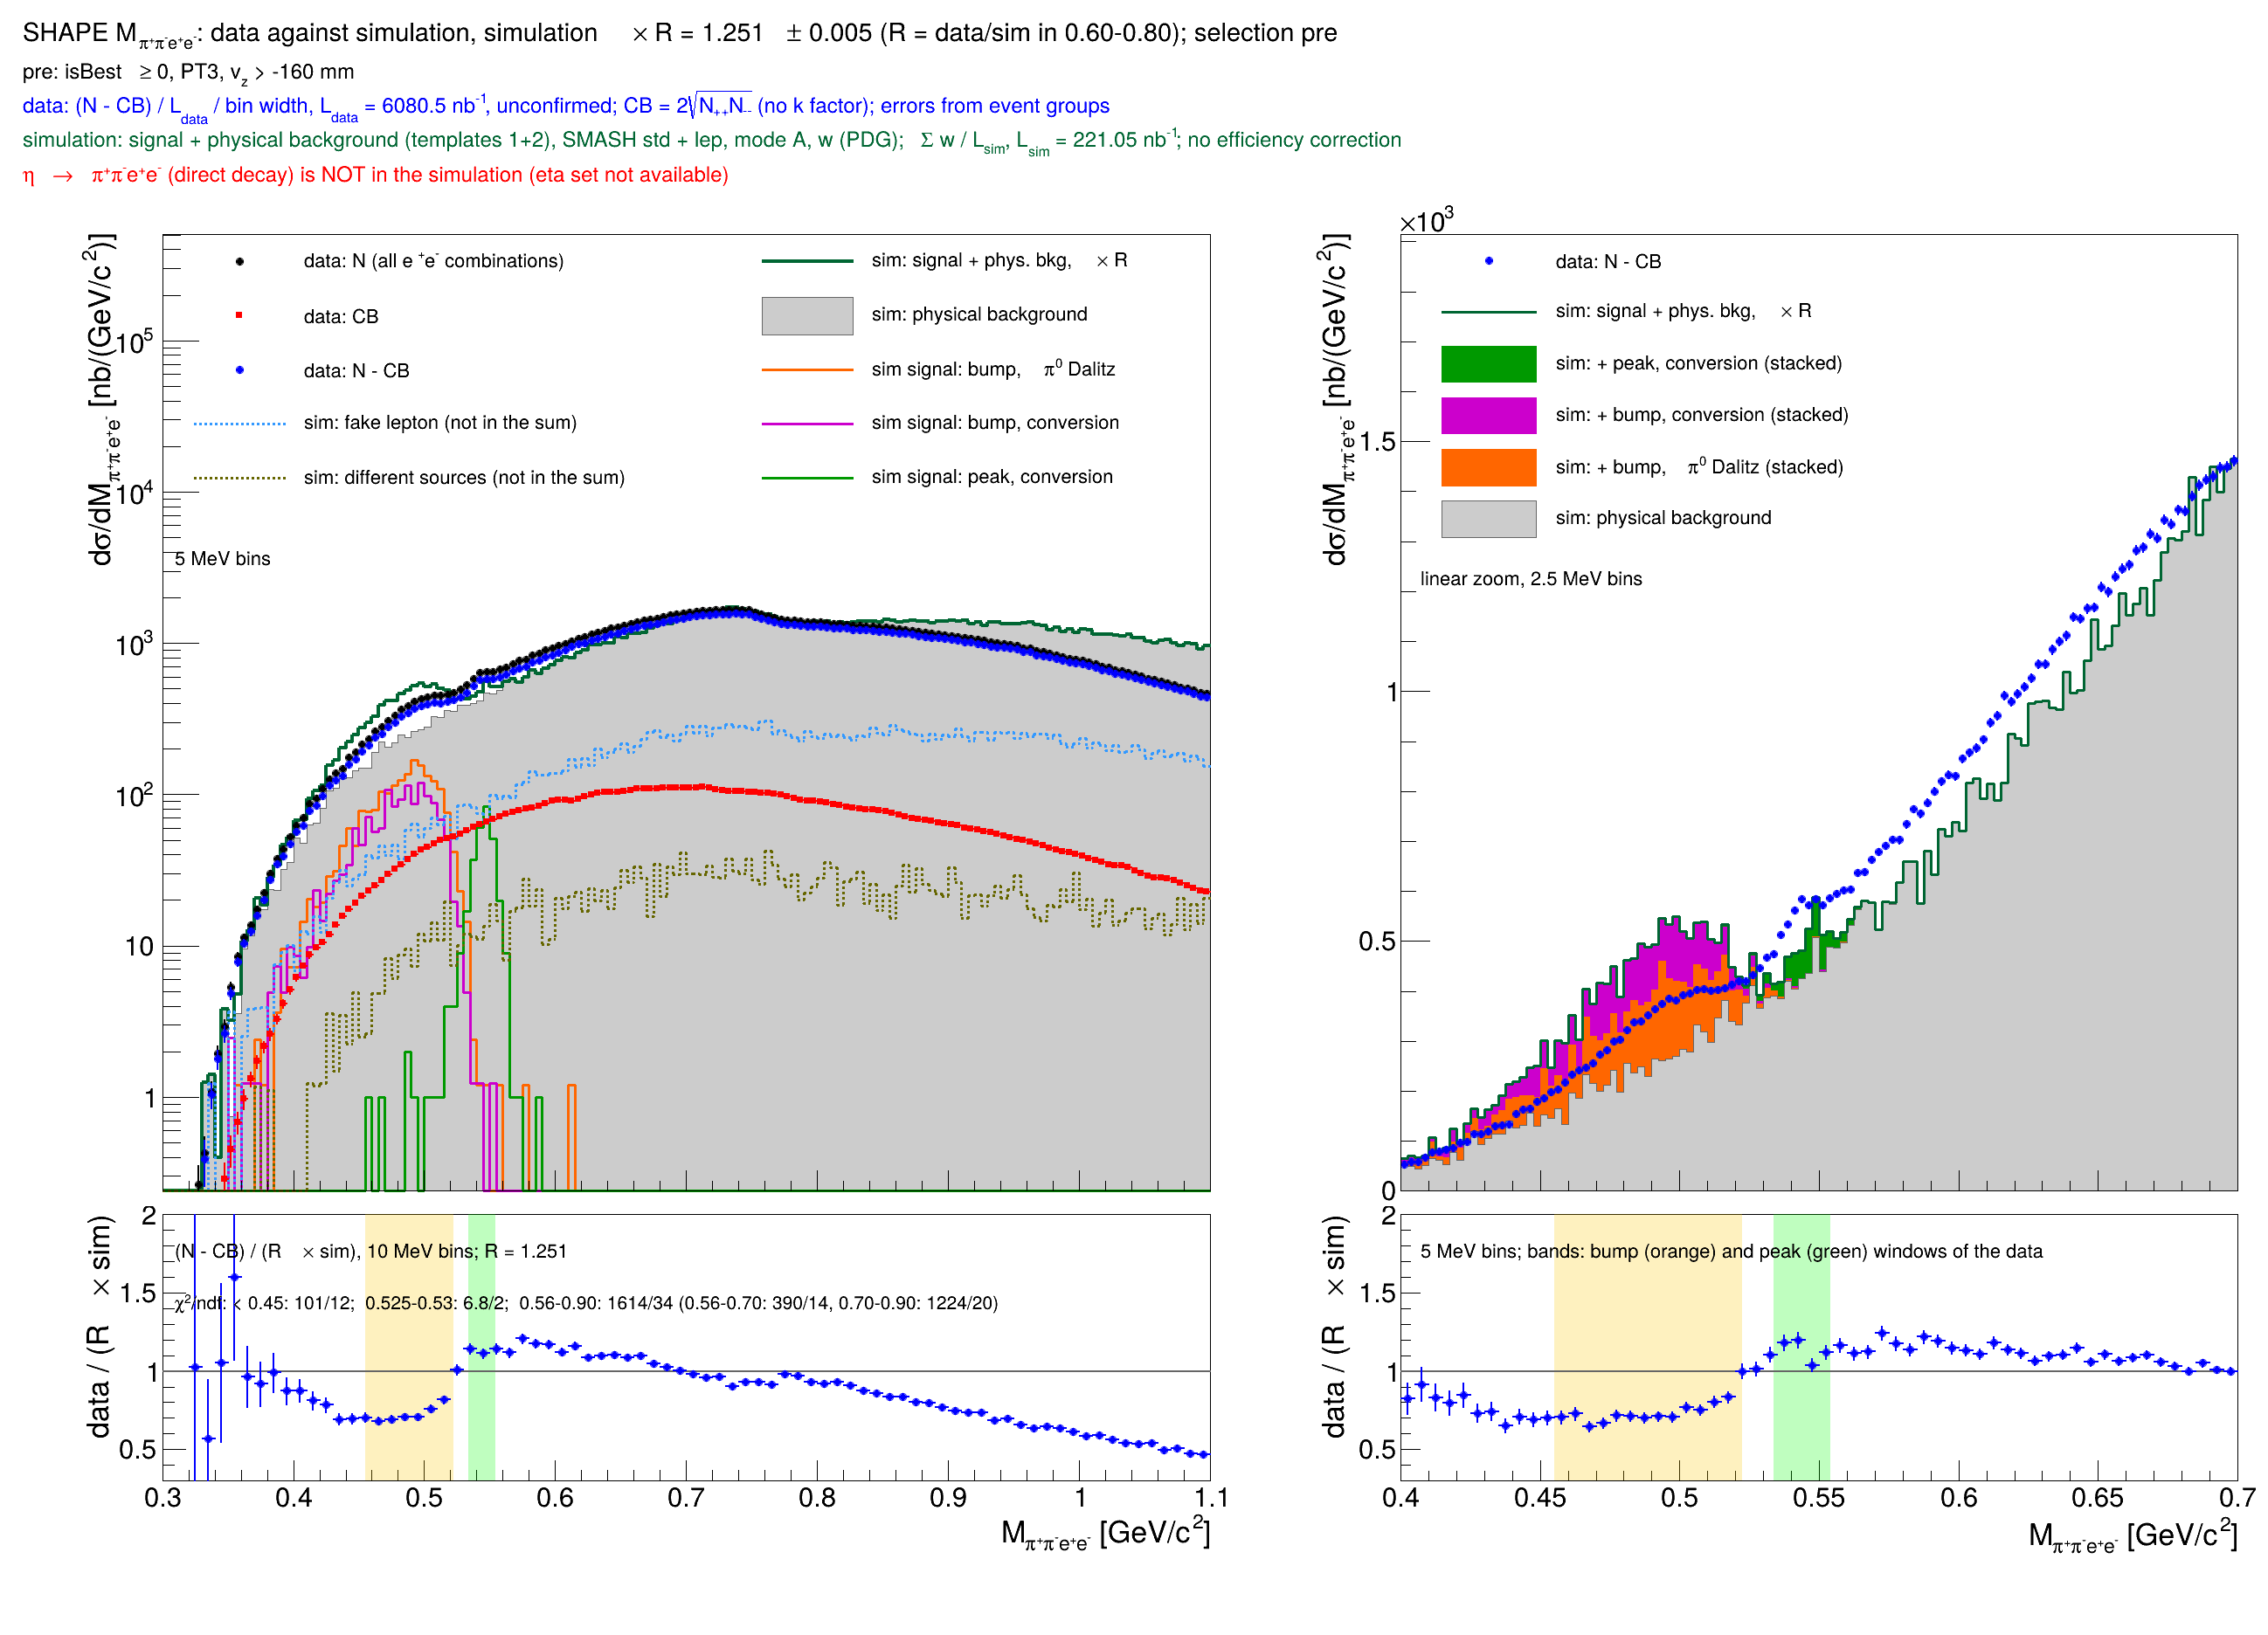 SHAPE Mπ⁺π⁻e⁺e⁻: data against simulation, simulation × R = 1.251 ± 0.005 (R = data/sim in 0.60-0.80); selection pre
pre: isBest ≥ 0, PT3, v_z > -160 mm
data: (N - CB) / L_data / bin width, L_data = 6080.5 nb⁻¹, unconfirmed; CB = 2√N₊₊N₋₋ (no k factor); errors from event groups
simulation: signal + physical background (templates 1+2), SMASH std + lep, mode A, w (PDG); Σ w / L_sim, L_sim = 221.05 nb⁻¹; no efficiency correction
η → π⁺π⁻e⁺e⁻ (direct decay) is NOT in the simulation (eta set not available)
dσ/dMπ⁺π⁻e⁺e⁻ [nb/(GeV/c²)]
data: N (all e⁺e⁻ combinations)
data: CB
data: N - CB
sim: fake lepton (not in the sum)
sim: different sources (not in the sum)
sim: signal + phys. bkg, × R
sim: physical background
sim signal: bump, π⁰ Dalitz
sim signal: bump, conversion
sim signal: peak, conversion
5 MeV bins
10⁵
10⁴
10³
10²
10
1
data / (R × sim)
(N - CB) / (R × sim), 10 MeV bins; R = 1.251
χ²/ndf: < 0.45: 101/12; 0.525-0.53: 6.8/2; 0.56-0.90: 1614/34 (0.56-0.70: 390/14, 0.70-0.90: 1224/20)
2
1.5
1
0.5
0.3 0.4 0.5 0.6 0.7 0.8 0.9 1 1.1
Mπ⁺π⁻e⁺e⁻ [GeV/c²]
×10³
dσ/dMπ⁺π⁻e⁺e⁻ [nb/(GeV/c²)]
data: N - CB
sim: signal + phys. bkg, × R
sim: + peak, conversion (stacked)
sim: + bump, conversion (stacked)
sim: + bump, π⁰ Dalitz (stacked)
sim: physical background
linear zoom, 2.5 MeV bins
1.5
1
0.5
0
data / (R × sim)
5 MeV bins; bands: bump (orange) and peak (green) windows of the data
2
1.5
1
0.5
0.4 0.45 0.5 0.55 0.6 0.65 0.7
Mπ⁺π⁻e⁺e⁻ [GeV/c²]